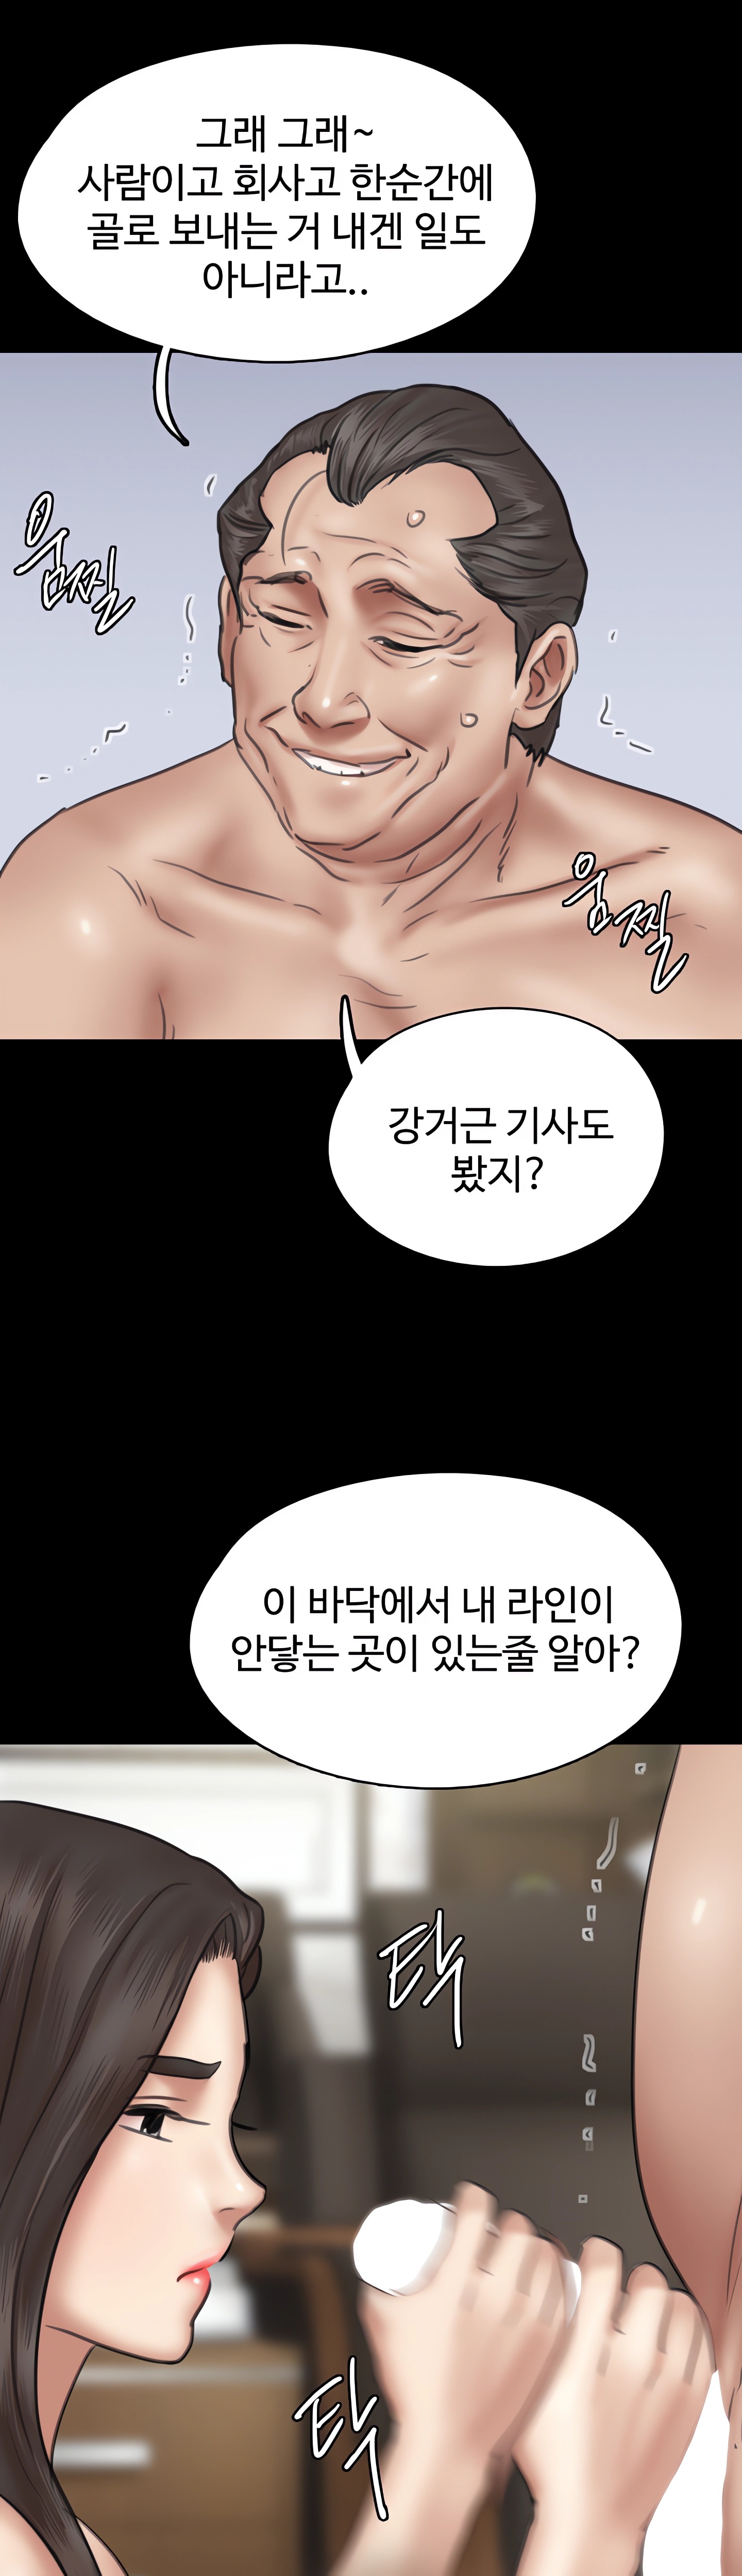 그래 그래~
사람이고 회사고 한순간에
골로 보내는 거 내겐 일도
아니라고..
움찔
움찔
강거근 기사도
봤지?
이 바닥에서 내 라인이
안닿는 곳이 있는줄 알아?
탁
탁